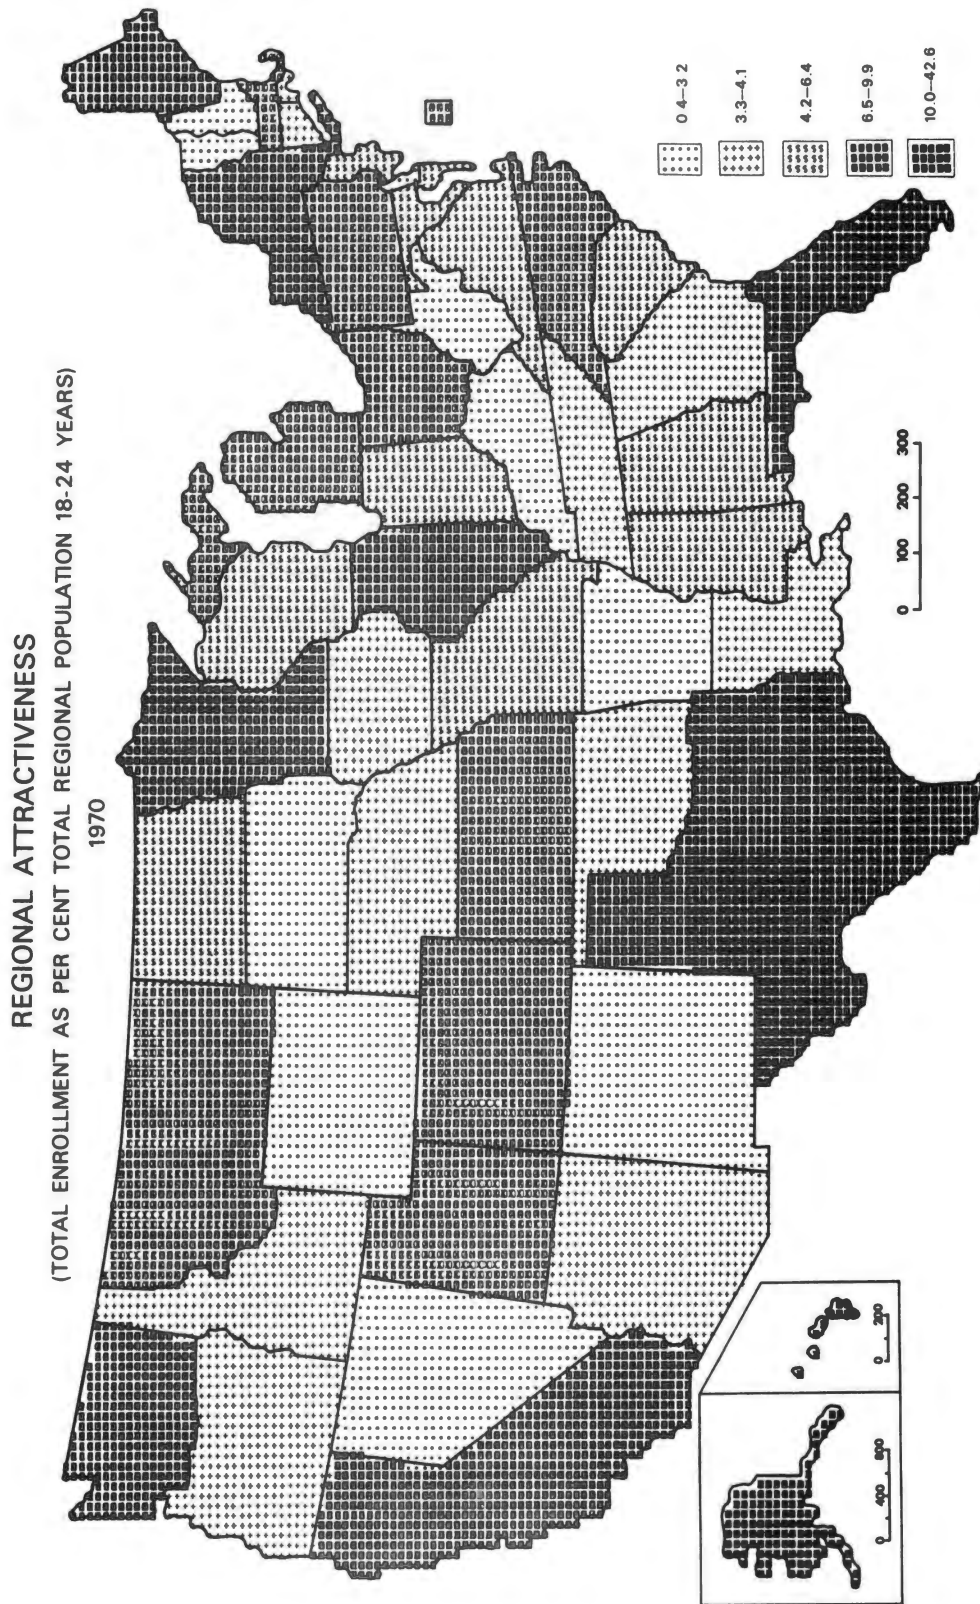 REGIONAL ATTRACTIVENESS
(TOTAL ENROLLMENT AS PER CENT TOTAL REGIONAL POPULATION 18-24 YEARS)
1970
0 4–3 2
3.3–4.1
4.2–6.4
6.5–9.9
10.0–42.6
0 100 200 300
0 400 800
0 200